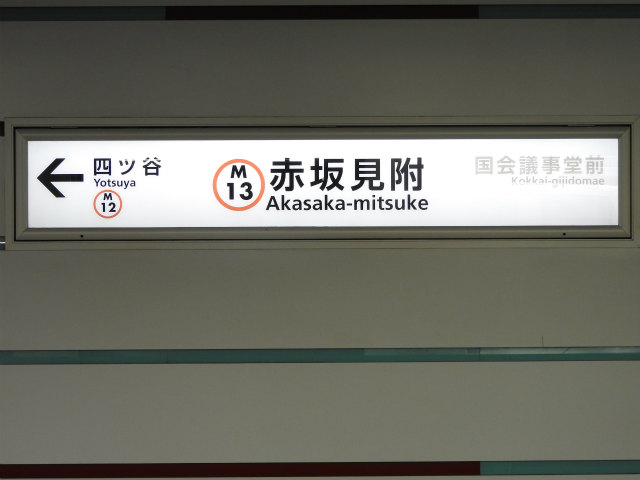 四ツ谷
Yotsuya
M
12
M
13
赤坂見附
Akasaka-mitsuke
国会議事堂前
Kokkai-gijidomae